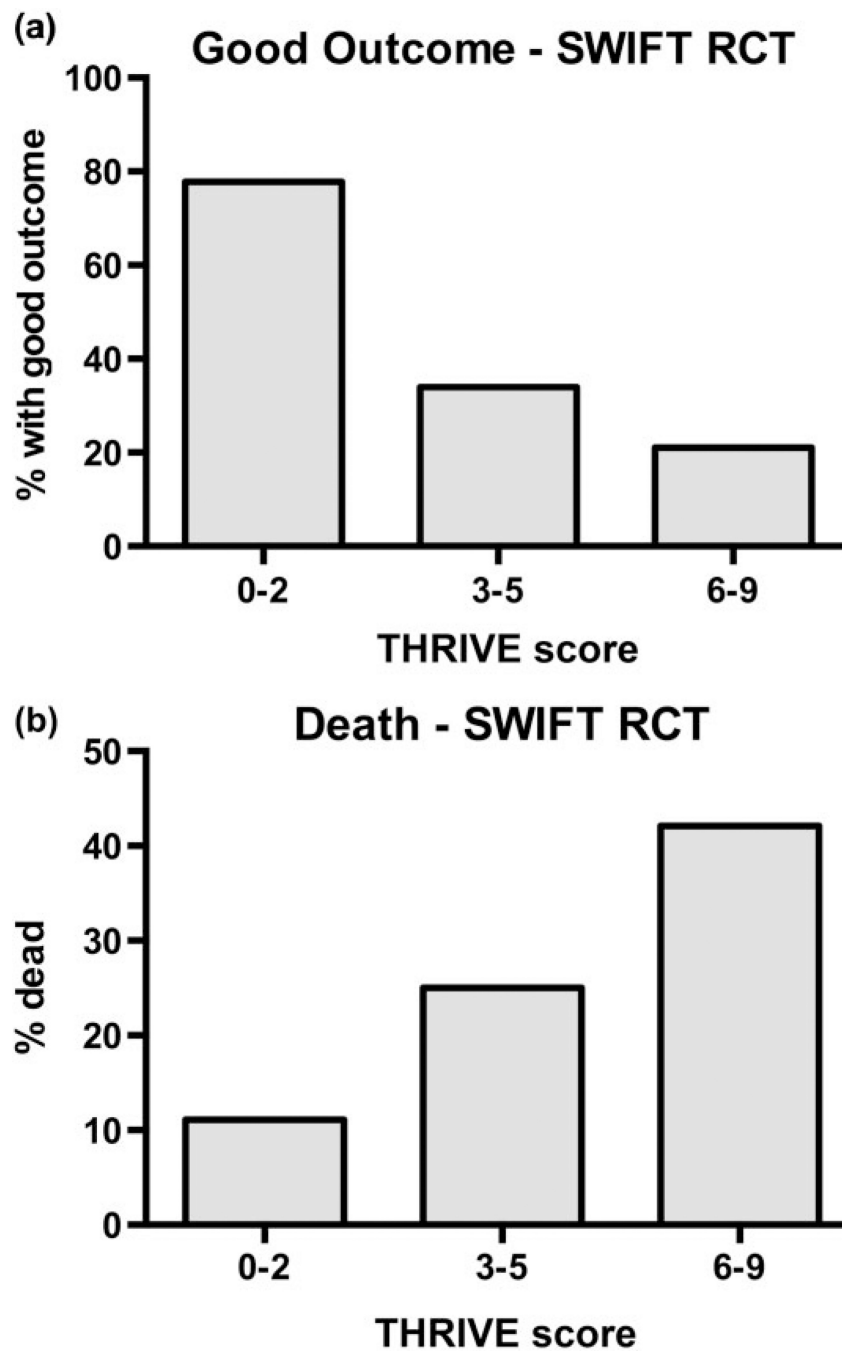 (a)
Good Outcome - SWIFT RCT
% with good outcome
100
80
60
40
20
0
0-2 3-5 6-9
THRIVE score
(b)
Death - SWIFT RCT
% dead
50
40
30
20
10
0
0-2 3-5 6-9
THRIVE score